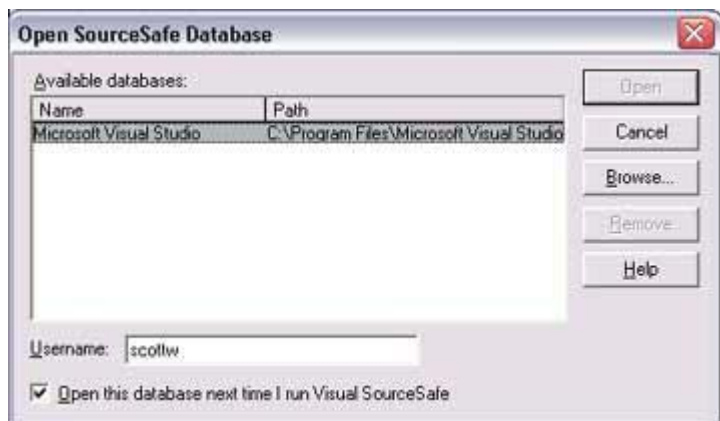 Open SourceSafe Database
Available databases:
Name Path
Microsoft Visual Studio C:\Program Files\Microsoft Visual Studio
Username: scottw
Open this database next time I run Visual SourceSafe
Open
Cancel
Browse...
Remove
Help